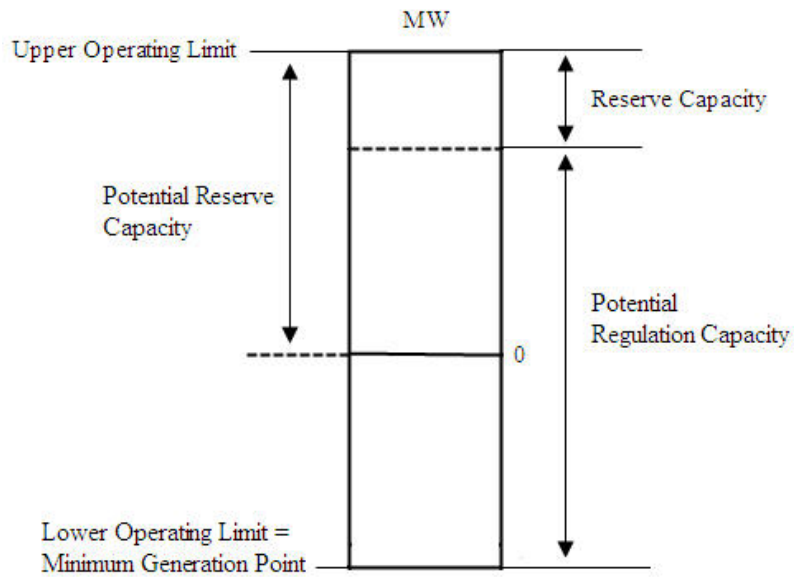 MW
Upper Operating Limit
Reserve Capacity
Potential Reserve
Capacity
Potential
Regulation Capacity
0
Lower Operating Limit =
Minimum Generation Point